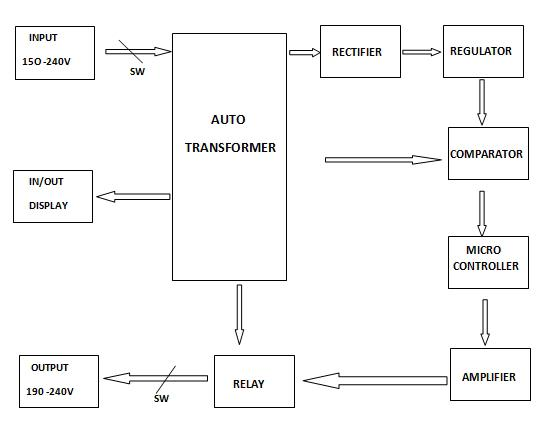 INPUT
15O -240V
SW
AUTO
TRANSFORMER
RECTIFIER
REGULATOR
COMPARATOR
IN/OUT
DISPLAY
MICRO
CONTROLLER
OUTPUT
190 -240V
SW
RELAY
AMPLIFIER